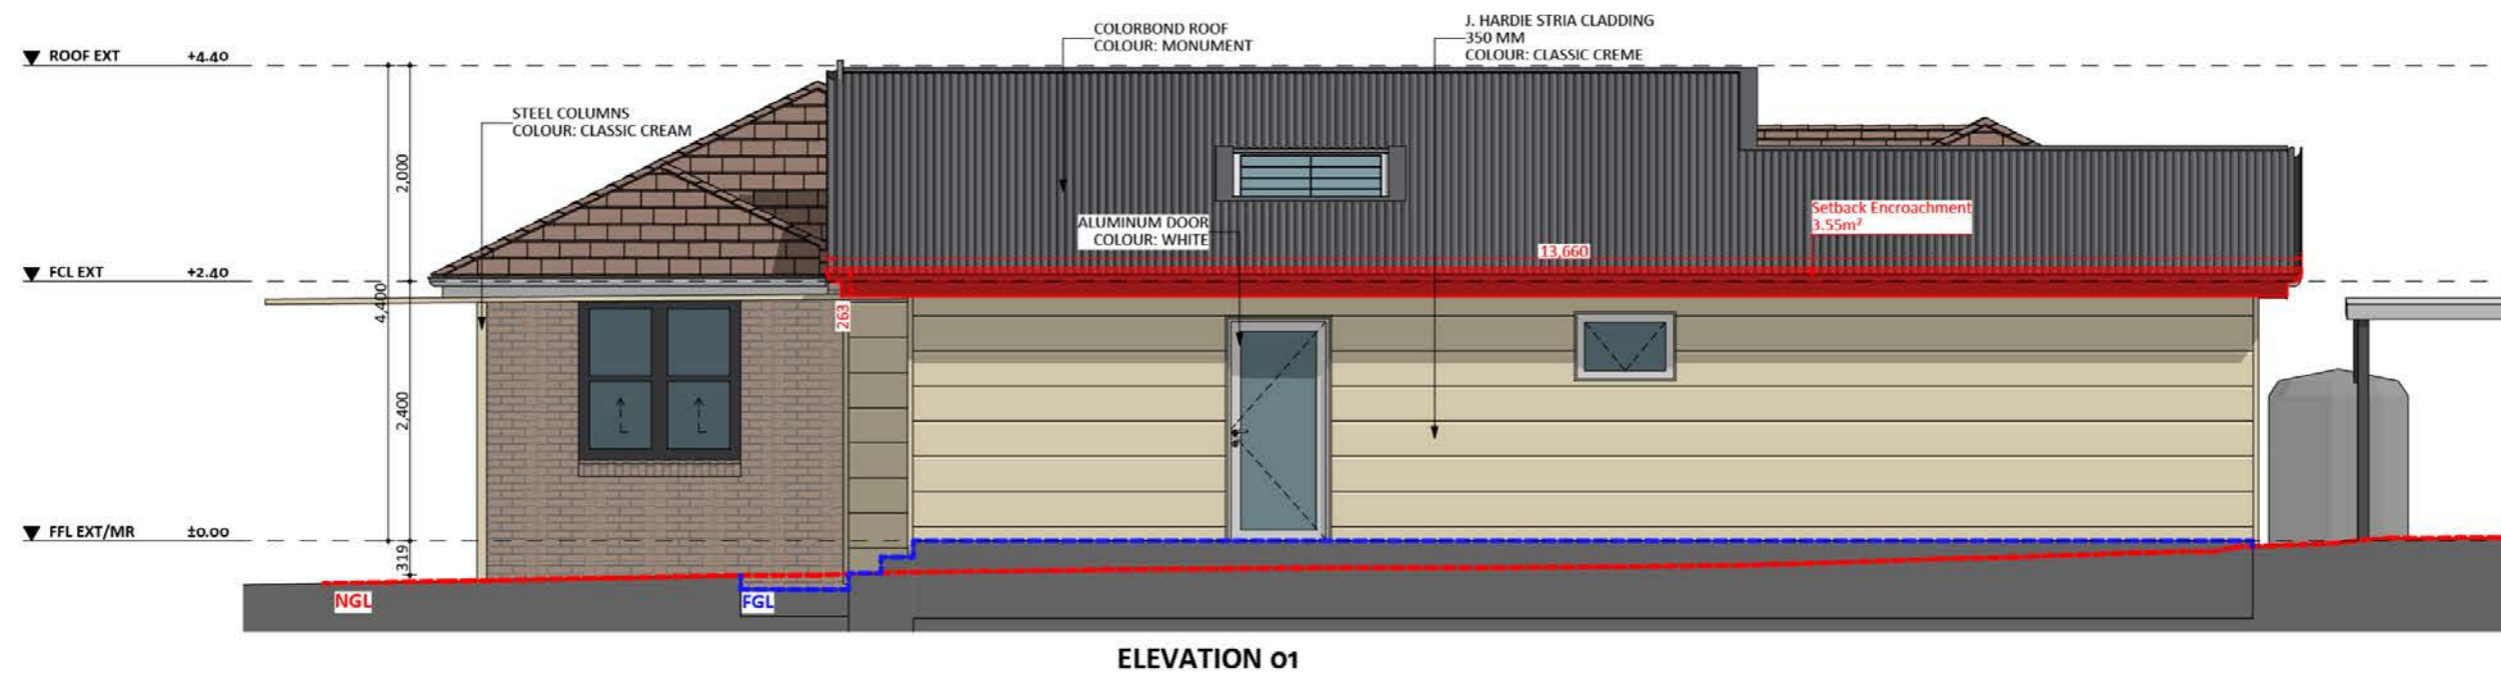 ROOF EXT +4.40
COLORBOND ROOF
COLOUR: MONUMENT
J. HARDIE STRIA CLADDING
350 MM
COLOUR: CLASSIC CREME
STEEL COLUMNS
COLOUR: CLASSIC CREAM
2,000
Setback Encroachment
3.55m²
ALUMINUM DOOR
COLOUR: WHITE
13,660
FCL EXT +2.40
4,400
263
2,400
FFL EXT/MR ±0.00
319
NGL
FGL
ELEVATION 01